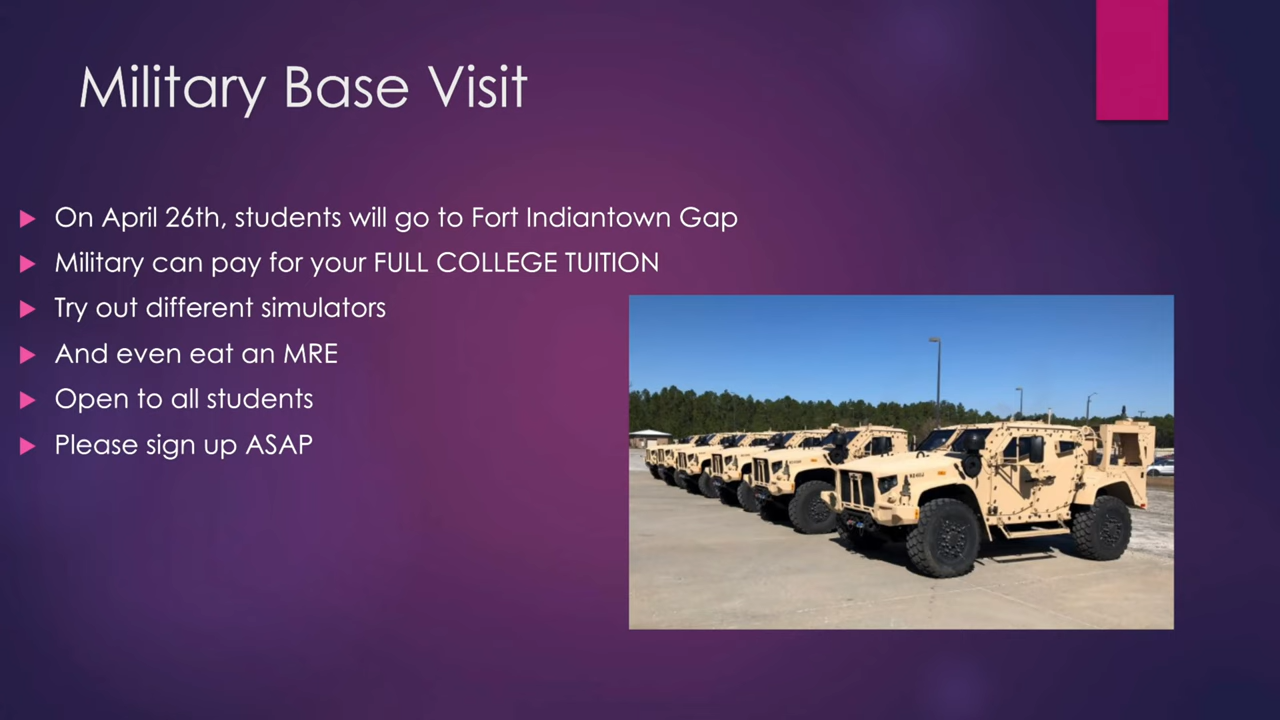 Military Base Visit
On April 26th, students will go to Fort Indiantown Gap
Military can pay for your FULL COLLEGE TUITION
Try out different simulators
And even eat an MRE
Open to all students
Please sign up ASAP